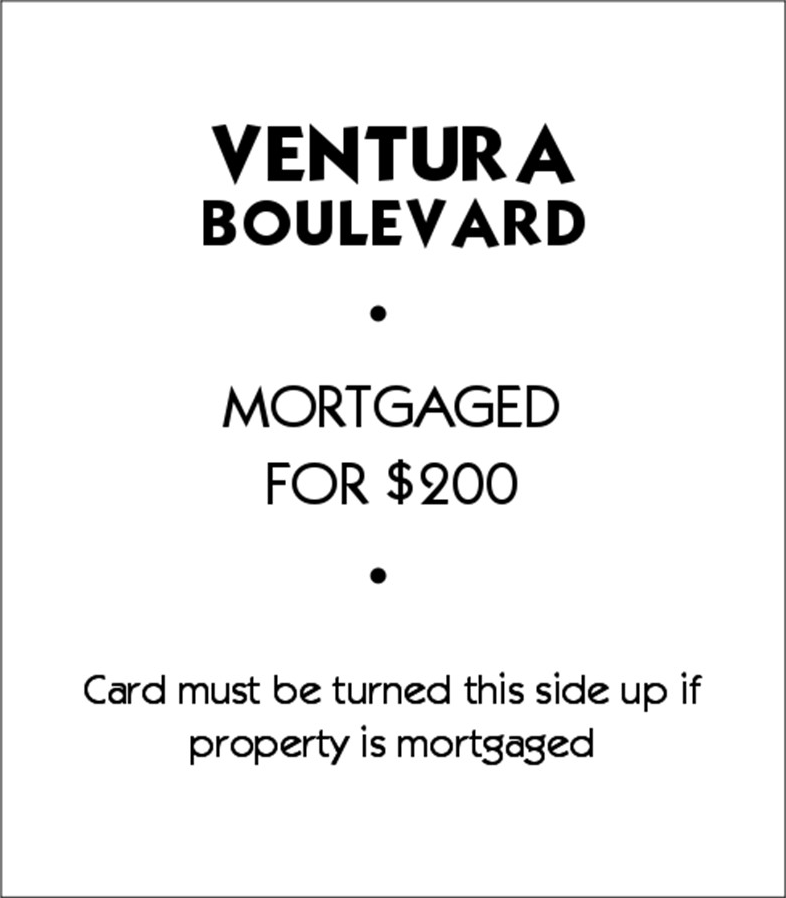 VENTURA
BOULEVARD
•
MORTGAGED
FOR $200
•
Card must be turned this side up if
property is mortgaged